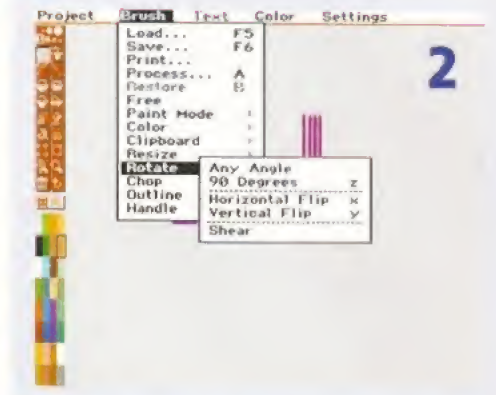 Project Brush Text Color Settings
2
Load... F5
Save... F6
Print...
Process... A
Restore B
Free
Paint Mode
Color
Clipboard
Resize
Rotate
Chop
Outline
Handle
Any Angle
90 Degrees z
Horizontal Flip x
Vertical Flip y
Shear